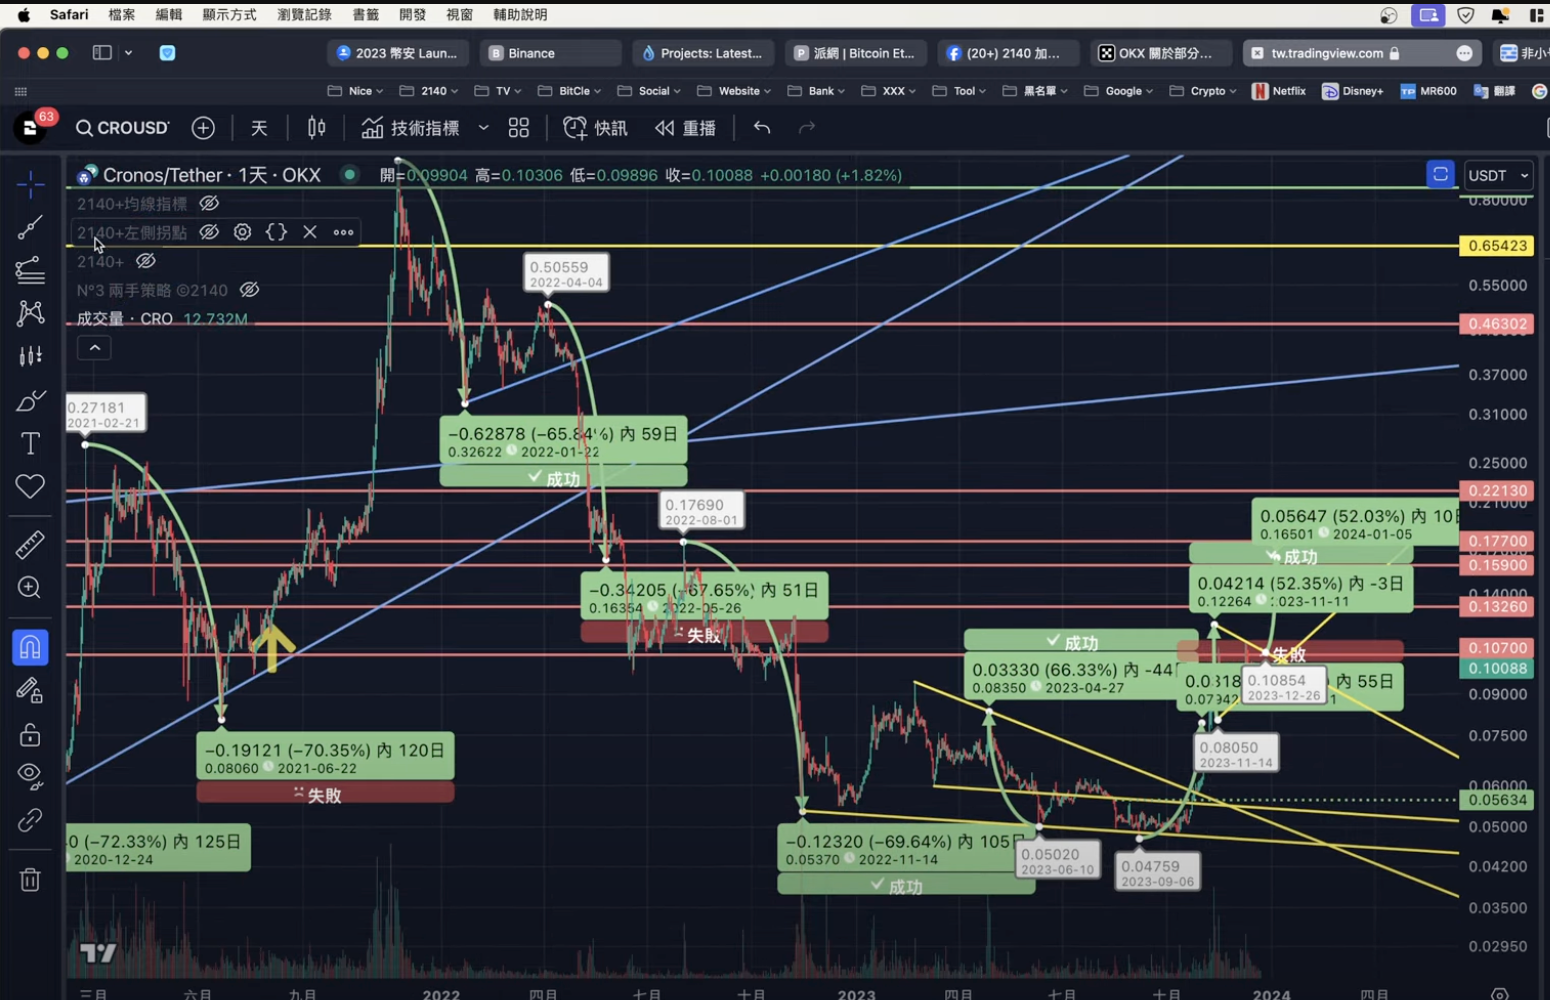 Safari 檔案 編輯 顯示方式 瀏覽記錄 書籤 開發 視窗 輔助說明
2023 幣安 Laun... Binance Projects: Latest... 派網 | Bitcoin Et... (20+) 2140 加... OKX 關於部分... tw.tradingview.com 非小
Nice 2140 TV BitCle Social Website Bank XXX Tool 黑名單 Google Crypto Netflix Disney+ MR600 翻譯
63
CROUSD 天 技術指標 快訊 重播
Cronos/Tether · 1天 · OKX 開=0.09904 高=0.10306 低=0.09896 收=0.10088 +0.00180 (+1.82%)
USDT
2140+均線指標
2140+左側拐點
2140+
Nº3 兩手策略 ©2140
成交量 · CRO 12.732M
0.80000
0.65423
0.55000
0.46302
0.37000
0.31000
0.25000
0.22130
0.21000
0.17700
0.15900
0.14000
0.13260
0.10700
0.10088
0.09000
0.07500
0.06000
0.05634
0.05000
0.04200
0.03500
0.02950
0.27181
2021-02-21
0.50559
2022-04-04
−0.62878 (−65.84%) 內 59日
0.32622 2022-01-22
成功
0.17690
2022-08-01
−0.34205 (−67.65%) 內 51日
0.16354 2022-05-26
失敗
0.05647 (52.03%) 內 10日
0.16501 2024-01-05
成功
0.04214 (52.35%) 內 -3日
0.12264 2023-11-11
成功
0.03330 (66.33%) 內 -44
0.08350 2023-04-27
失敗
內 55日
0.10854
2023-12-26
0.08050
2023-11-14
−0.19121 (−70.35%) 內 120日
0.08060 2021-06-22
失敗
0 (−72.33%) 內 125日
2020-12-24
−0.12320 (−69.64%) 內 105日
0.05370 2022-11-14
成功
0.05020
2023-06-10
0.04759
2023-09-06
三月 六月 九月 2022 四月 七月 十月 2023 四月 七月 十月 2024 四月